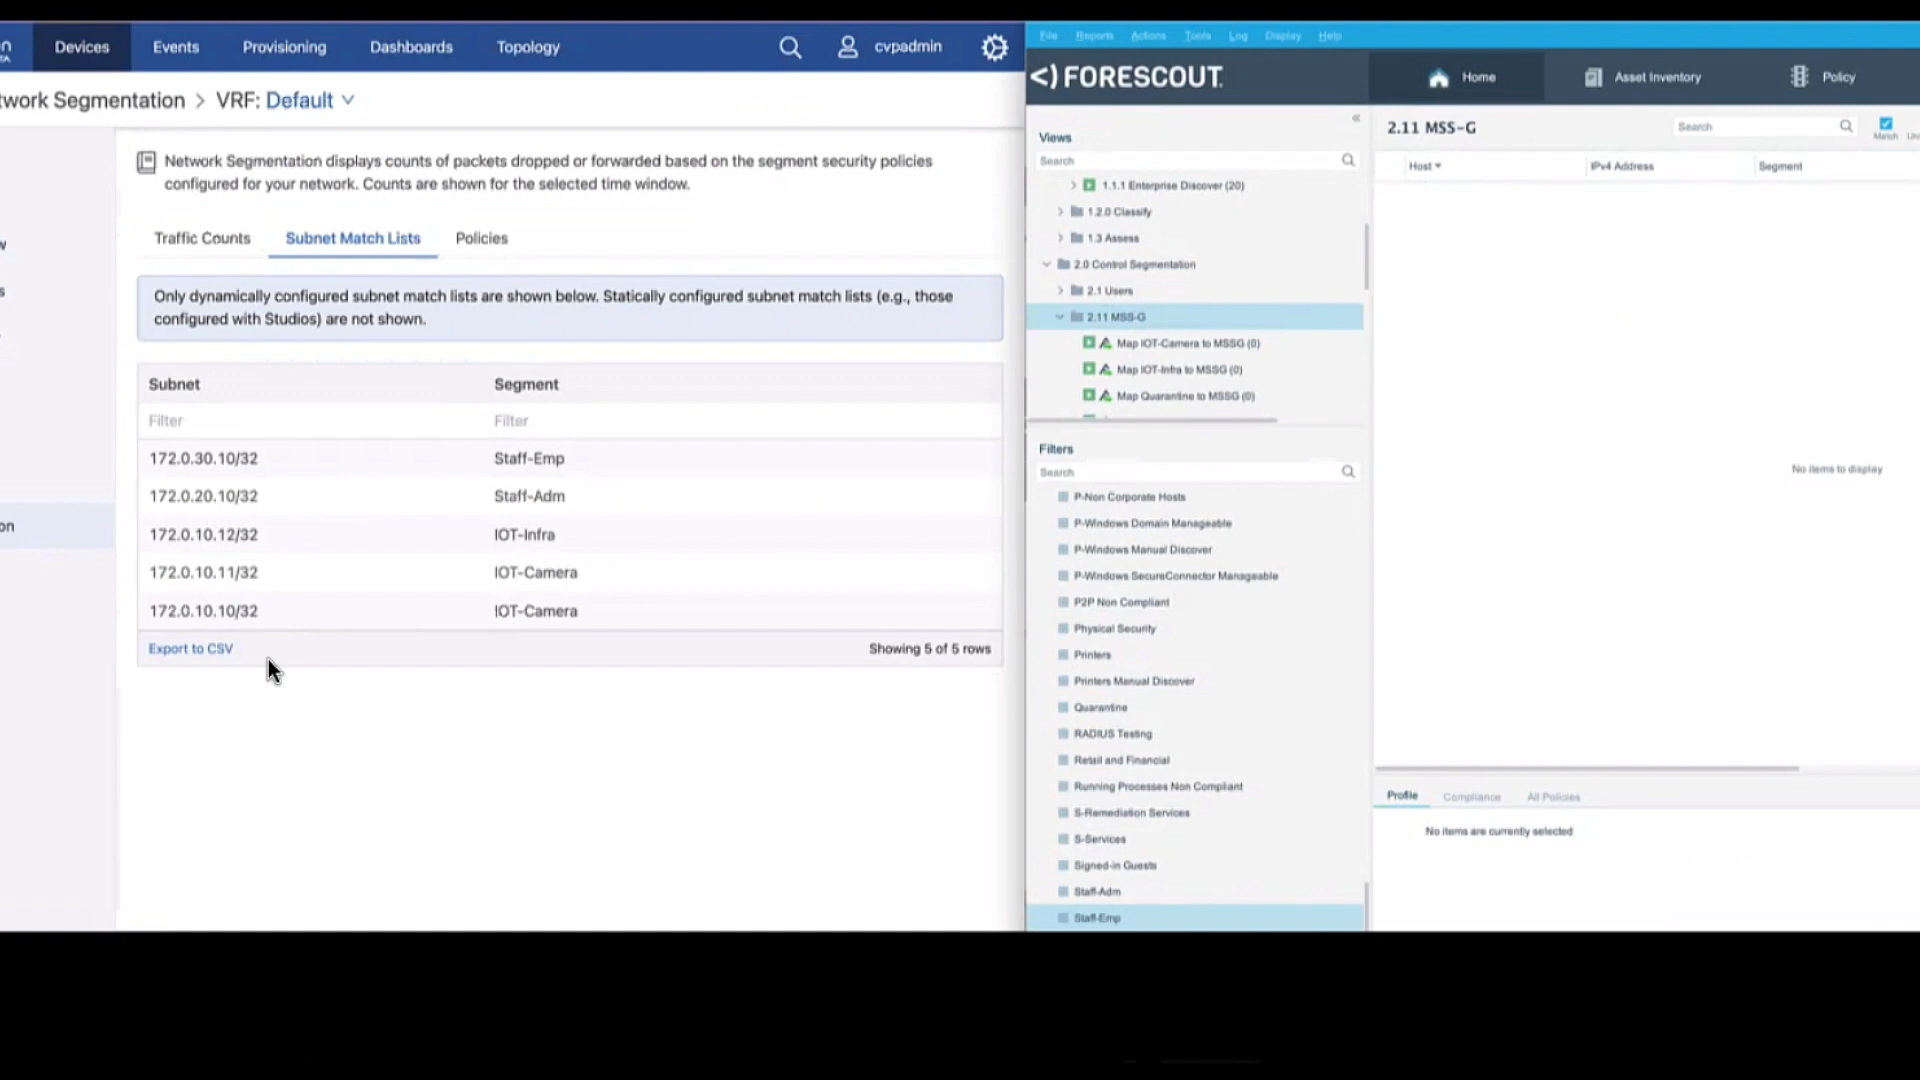 Devices
Events
Provisioning
Dashboards
Topology
cvpadmin
twork Segmentation > VRF: Default
Network Segmentation displays counts of packets dropped or forwarded based on the segment security policies
configured for your network. Counts are shown for the selected time window.
Traffic Counts
Subnet Match Lists
Policies
Only dynamically configured subnet match lists are shown below. Statically configured subnet match lists (e.g., those
configured with Studios) are not shown.
Subnet
Segment
Filter
Filter
172.0.30.10/32
Staff-Emp
172.0.20.10/32
Staff-Adm
172.0.10.12/32
IOT-Infra
172.0.10.11/32
IOT-Camera
172.0.10.10/32
IOT-Camera
Export to CSV
Showing 5 of 5 rows
on
File
Reports
Actions
Tools
Log
Display
Help
<) FORESCOUT.
Home
Asset Inventory
Policy
Views
Search
1.1.1 Enterprise Discover (20)
1.2.0 Classify
1.3 Assess
2.0 Control Segmentation
2.1 Users
2.11 MSS-G
Map IOT-Camera to MSSG (0)
Map IOT-Infra to MSSG (0)
Map Quarantine to MSSG (0)
Filters
Search
P-Non Corporate Hosts
P-Windows Domain Manageable
P-Windows Manual Discover
P-Windows SecureConnector Manageable
P2P Non Compliant
Physical Security
Printers
Printers Manual Discover
Quarantine
RADIUS Testing
Retail and Financial
Running Processes Non Compliant
S-Remediation Services
S-Services
Signed-in Guests
Staff-Adm
Staff-Emp
2.11 MSS-G
Search
Match
Host
IPv4 Address
Segment
No items to display
Profile
Compliance
All Policies
No items are currently selected